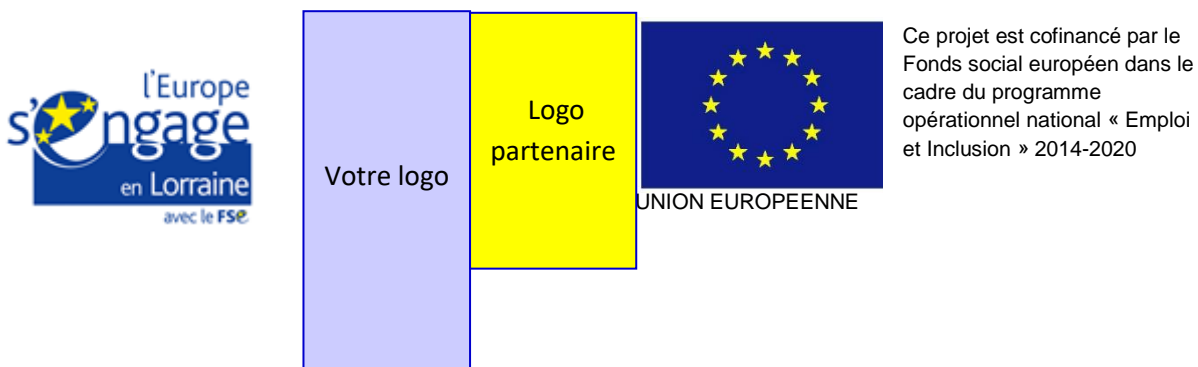 l'Europe
s'engage
en Lorraine
avec le FSE
Votre logo
Logo
partenaire
UNION EUROPEENNE
Ce projet est cofinancé par le
Fonds social européen dans le
cadre du programme
opérationnel national « Emploi
et Inclusion » 2014-2020